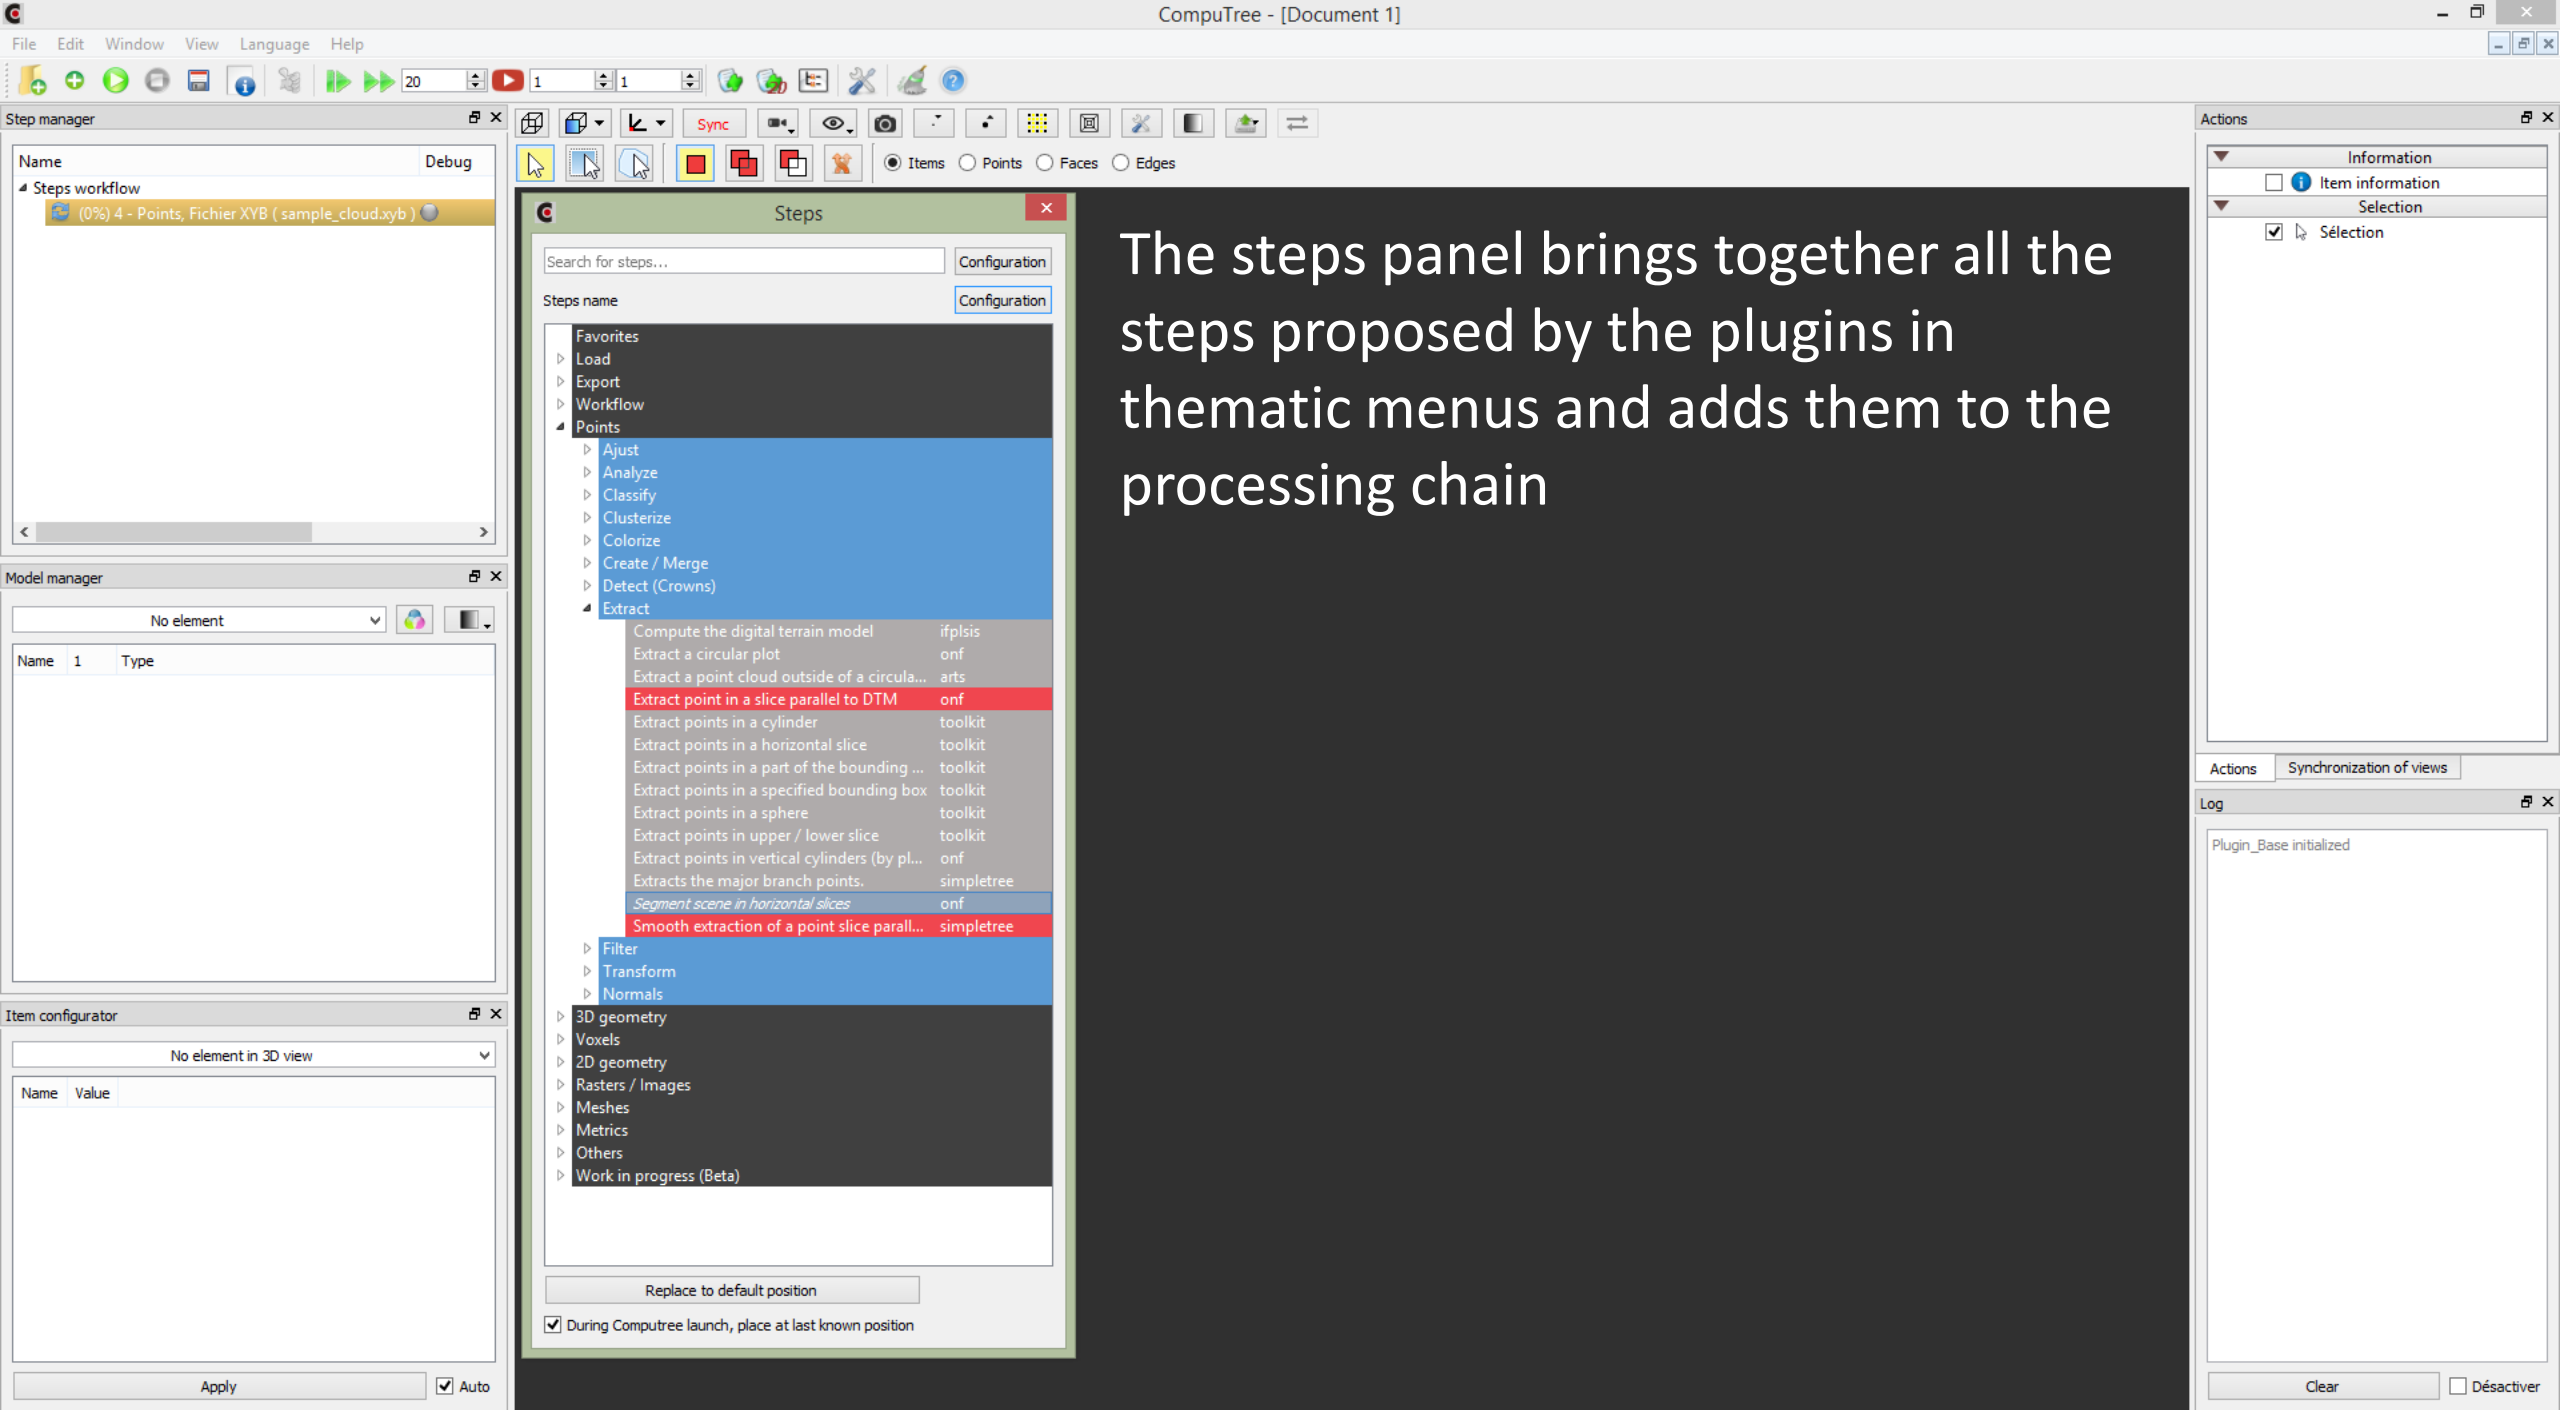 CompuTree - [Document 1]
File Edit Window View Language Help
20 1 1
Step manager
Name Debug
Steps workflow
(0%) 4 - Points, Fichier XYB ( sample_cloud.xyb )
Model manager
No element
Name 1 Type
Item configurator
No element in 3D view
Name Value
Apply Auto
Sync
Items Points Faces Edges
Steps
Search for steps... Configuration
Steps name Configuration
Favorites
Load
Export
Workflow
Points
Ajust
Analyze
Classify
Clusterize
Colorize
Create / Merge
Detect (Crowns)
Extract
Compute the digital terrain model ifplsis
Extract a circular plot onf
Extract a point cloud outside of a circula... arts
Extract point in a slice parallel to DTM onf
Extract points in a cylinder toolkit
Extract points in a horizontal slice toolkit
Extract points in a part of the bounding ... toolkit
Extract points in a specified bounding box toolkit
Extract points in a sphere toolkit
Extract points in upper / lower slice toolkit
Extract points in vertical cylinders (by pl... onf
Extracts the major branch points. simpletree
Segment scene in horizontal slices onf
Smooth extraction of a point slice parall... simpletree
Filter
Transform
Normals
3D geometry
Voxels
2D geometry
Rasters / Images
Meshes
Metrics
Others
Work in progress (Beta)
Replace to default position
During Computree launch, place at last known position
The steps panel brings together all the
steps proposed by the plugins in
thematic menus and adds them to the
processing chain
Actions
Information
Item information
Selection
Sélection
Actions Synchronization of views
Log
Plugin_Base initialized
Clear Désactiver